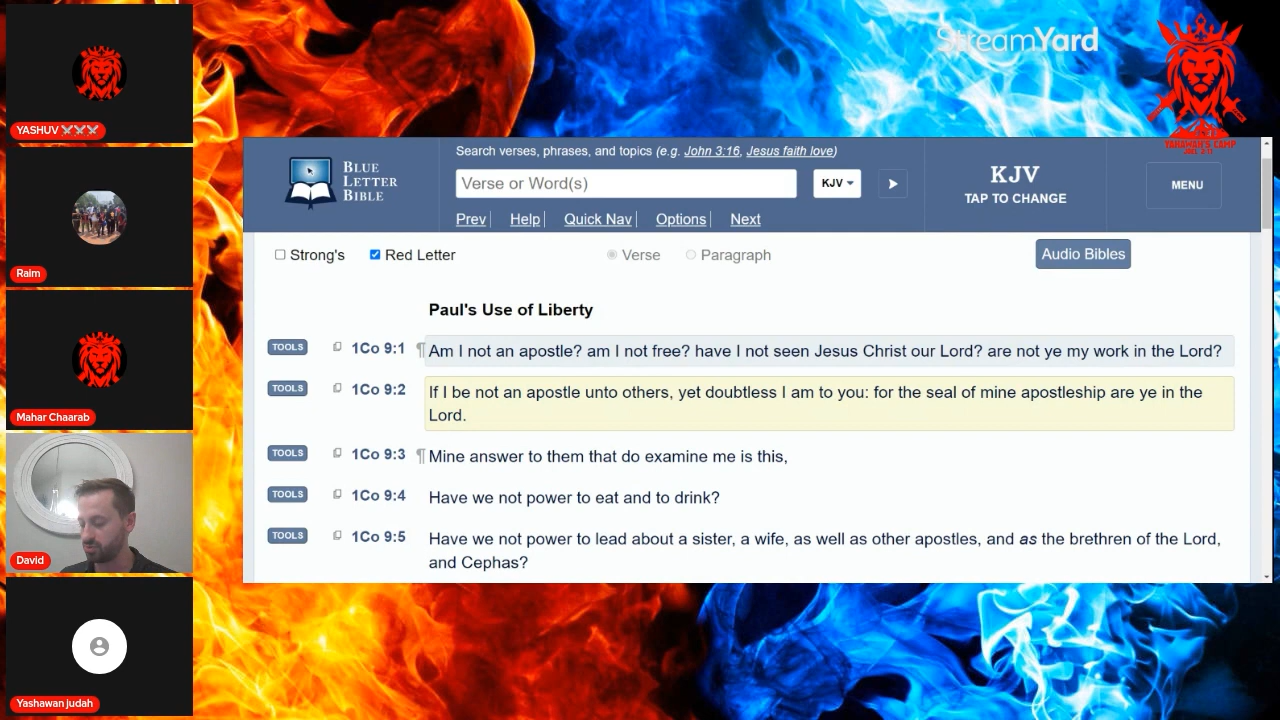 YASHUV ⚔⚔⚔
Raim
Mahar Chaarab
David
Yashawan judah
StreamYard
YAHAWAH'S CAMP
BLUE
LETTER
BIBLE
Search verses, phrases, and topics (e.g. John 3:16, Jesus faith love)
Verse or Word(s)
KJV
Prev
Help
Quick Nav
Options
Next
KJV
TAP TO CHANGE
MENU
Strong's
Red Letter
Verse
Paragraph
Audio Bibles
Paul's Use of Liberty
TOOLS 1Co 9:1 ¶ Am I not an apostle? am I not free? have I not seen Jesus Christ our Lord? are not ye my work in the Lord?
TOOLS 1Co 9:2 If I be not an apostle unto others, yet doubtless I am to you: for the seal of mine apostleship are ye in the
Lord.
TOOLS 1Co 9:3 ¶ Mine answer to them that do examine me is this,
TOOLS 1Co 9:4 Have we not power to eat and to drink?
TOOLS 1Co 9:5 Have we not power to lead about a sister, a wife, as well as other apostles, and as the brethren of the Lord,
and Cephas?